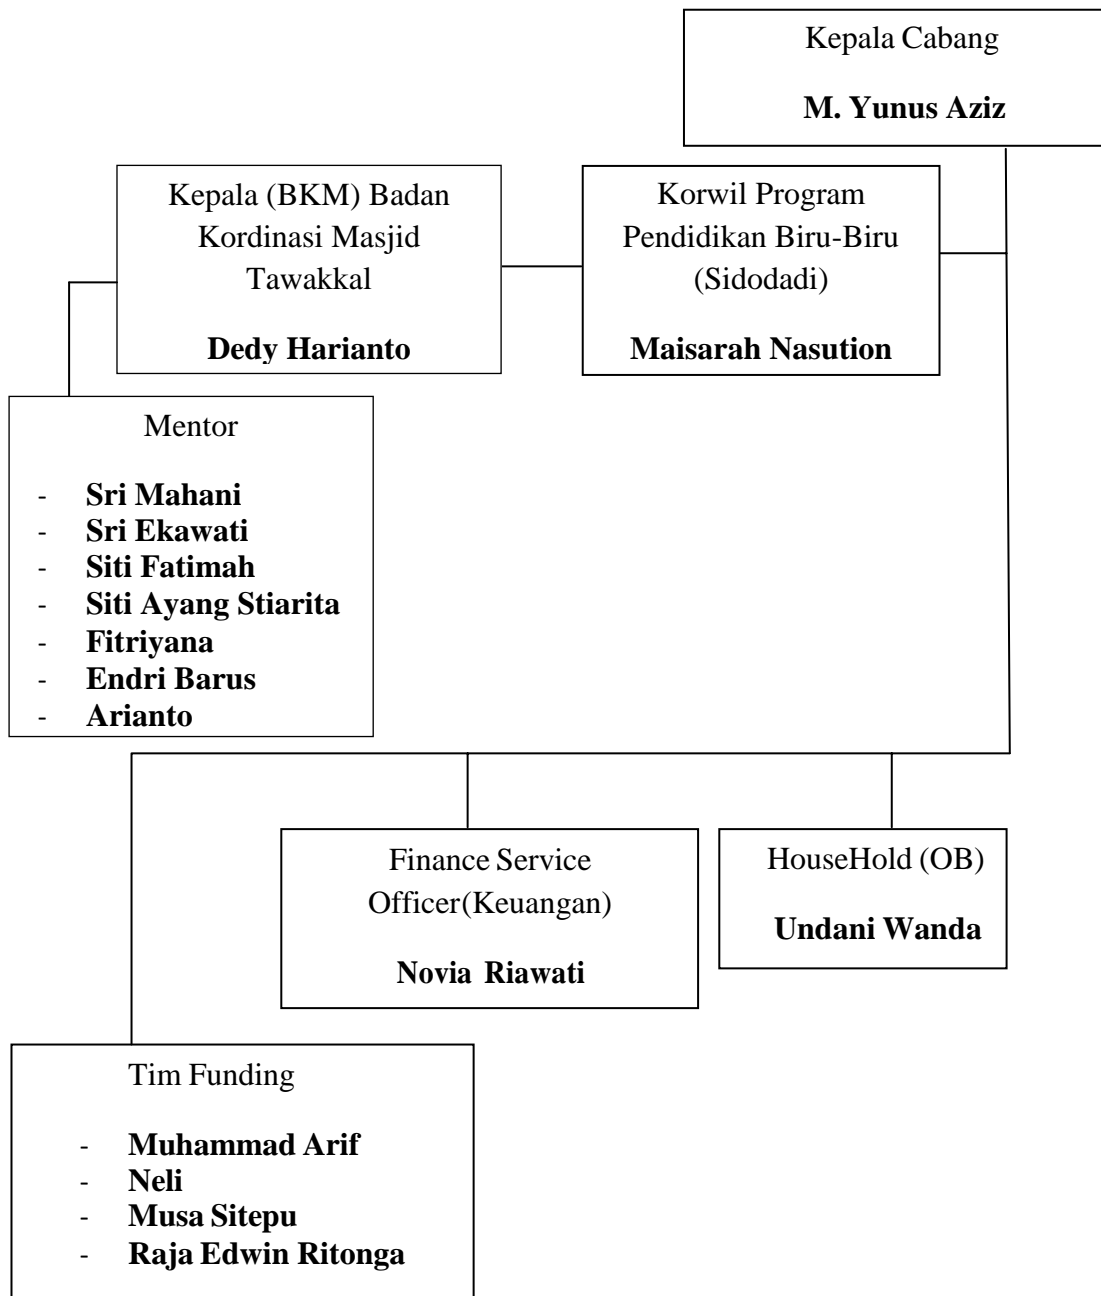 Kepala Cabang
M. Yunus Aziz
Kepala (BKM) Badan
Kordinasi Masjid
Tawakkal
Dedy Harianto
Korwil Program
Pendidikan Biru-Biru
(Sidodadi)
Maisarah Nasution
Mentor
- Sri Mahani
- Sri Ekawati
- Siti Fatimah
- Siti Ayang Stiarita
- Fitriyana
- Endri Barus
- Arianto
Finance Service
Officer(Keuangan)
Novia Riawati
HouseHold (OB)
Undani Wanda
Tim Funding
- Muhammad Arif
- Neli
- Musa Sitepu
- Raja Edwin Ritonga